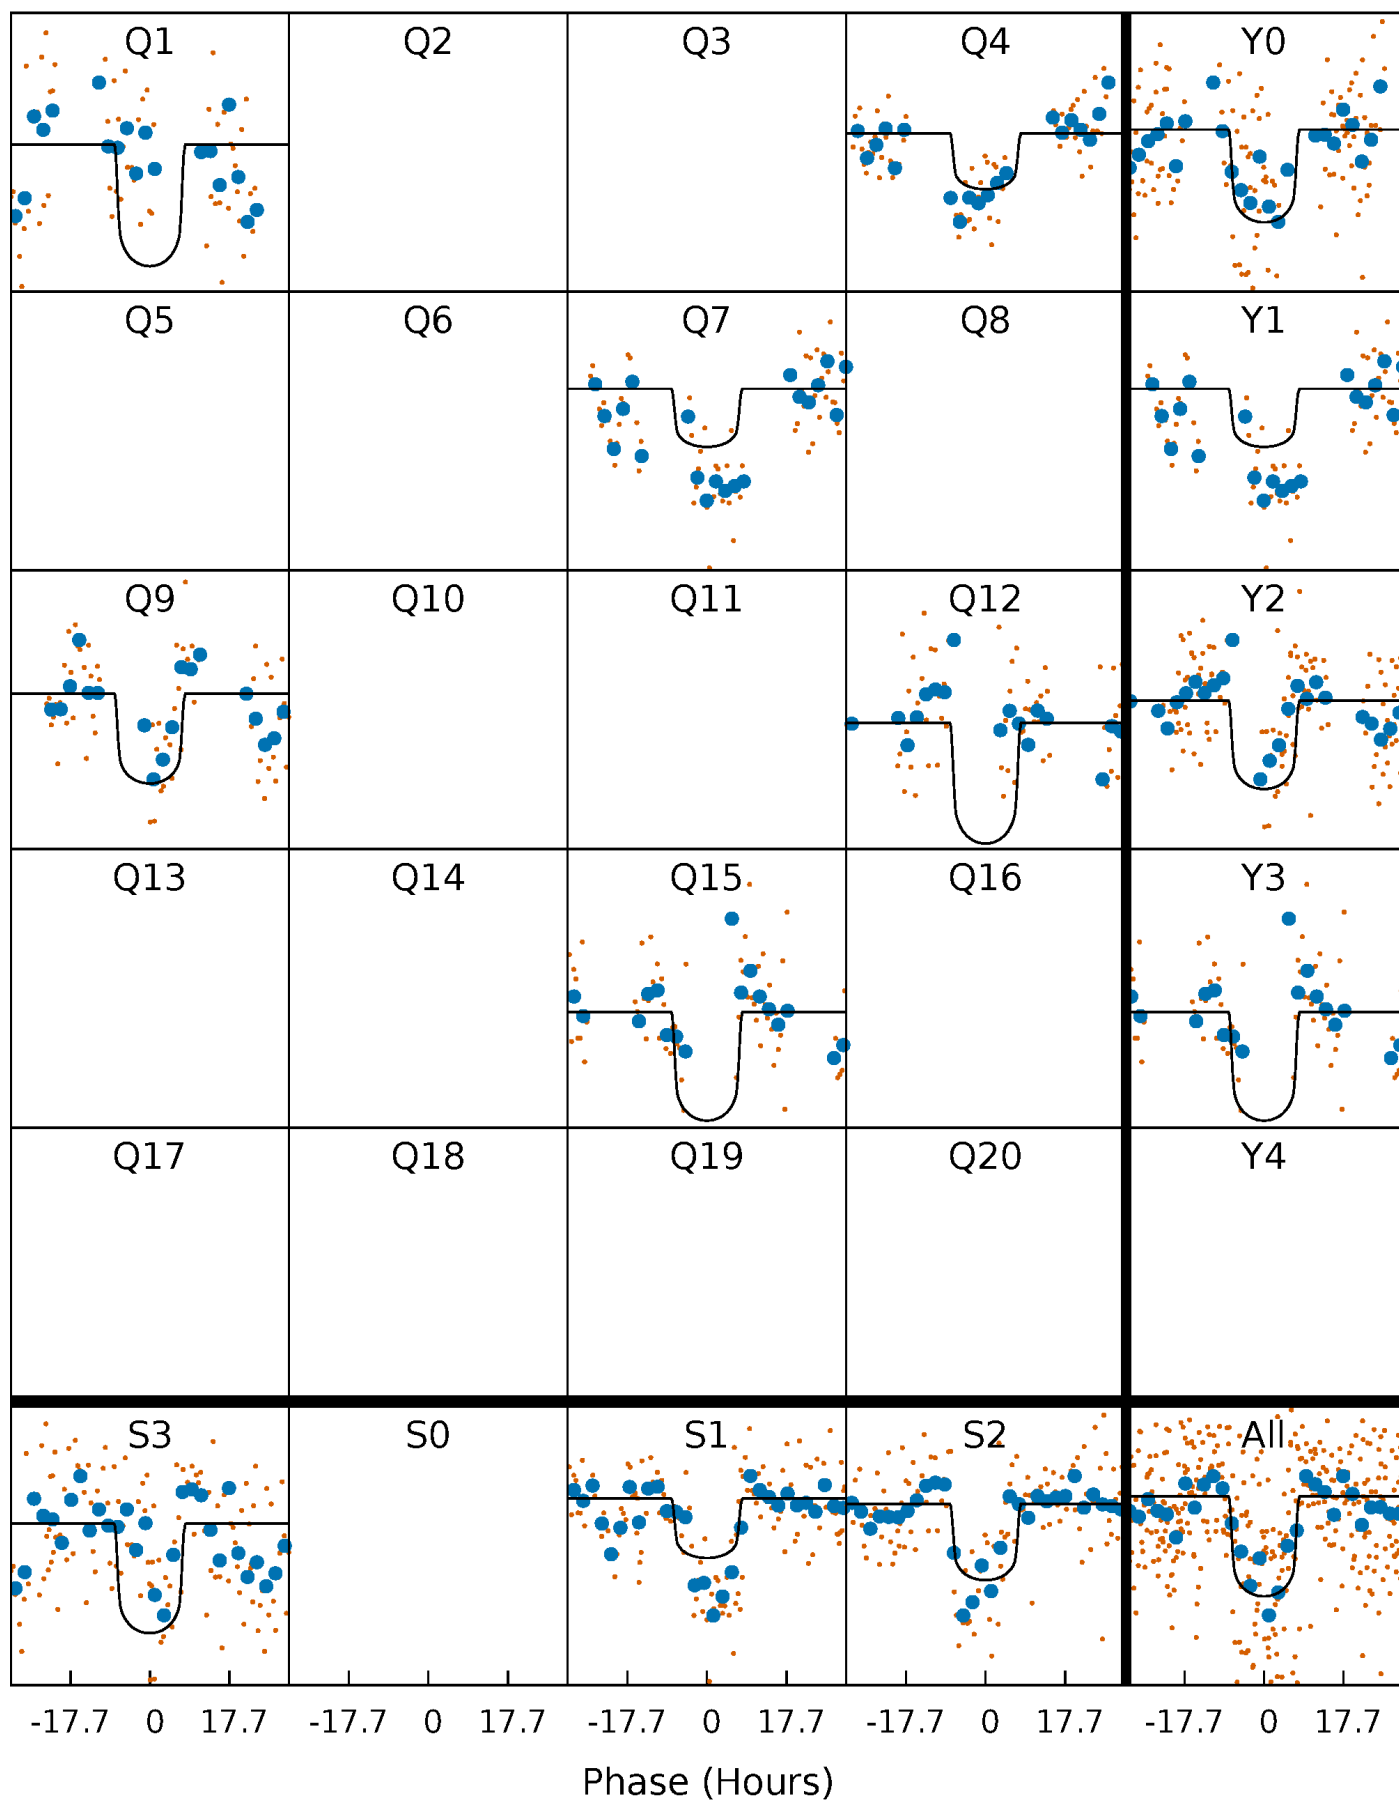 Q1 Q2 Q3 Q4 Y0
Q5 Q6 Q7 Q8 Y1
Q9 Q10 Q11 Q12 Y2
Q13 Q14 Q15 Q16 Y3
Q17 Q18 Q19 Q20 Y4
S3 S0 S1 S2 All
-17.7 0 17.7 -17.7 0 17.7 -17.7 0 17.7 -17.7 0 17.7 -17.7 0 17.7
Phase (Hours)